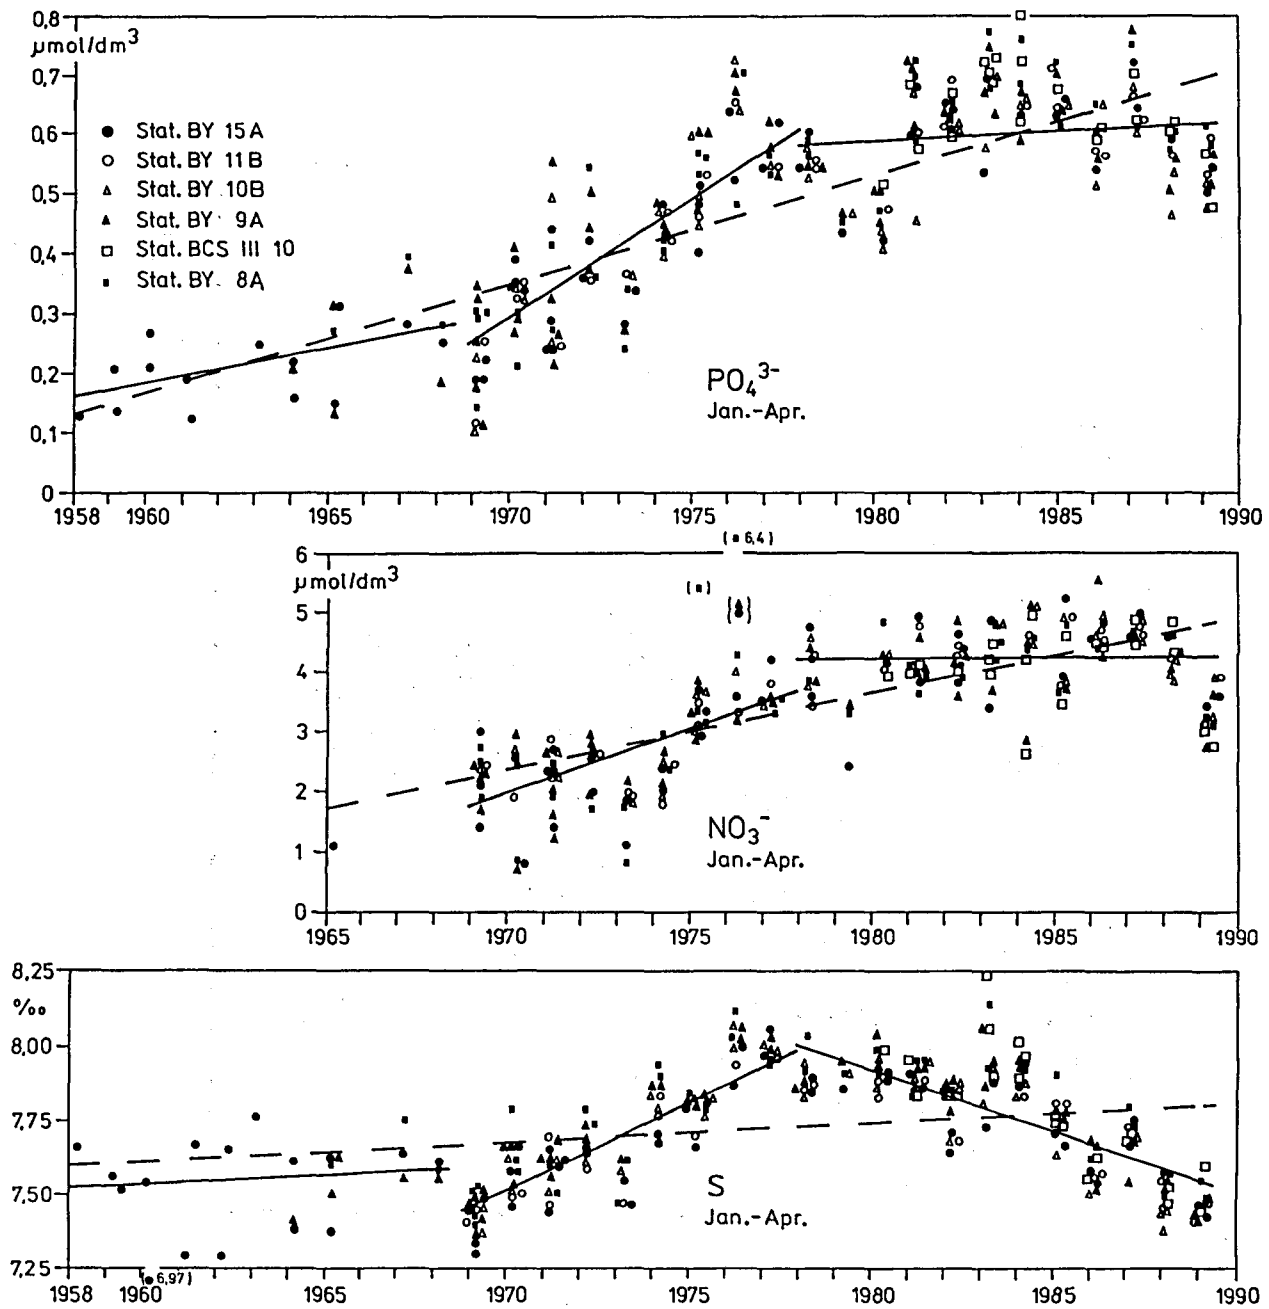 0,8
µmol/dm³
0,7
0,6
0,5
0,4
0,3
0,2
0,1
0
● Stat. BY 15A
○ Stat. BY 11B
△ Stat. BY 10B
▲ Stat. BY 9A
□ Stat. BCS III 10
▪ Stat. BY 8A
PO₄³⁻
Jan.-Apr.
1958 1960 1965 1970 1975 1980 1985 1990
(▪ 6,4)
6
µmol/dm³
5
4
3
2
1
0
(▪)
NO₃⁻
Jan.-Apr.
1965 1970 1975 1980 1985 1990
8,25
‰
8,00
7,75
7,50
7,25
S
Jan.-Apr.
(● 6,97)
1958 1960 1965 1970 1975 1980 1985 1990